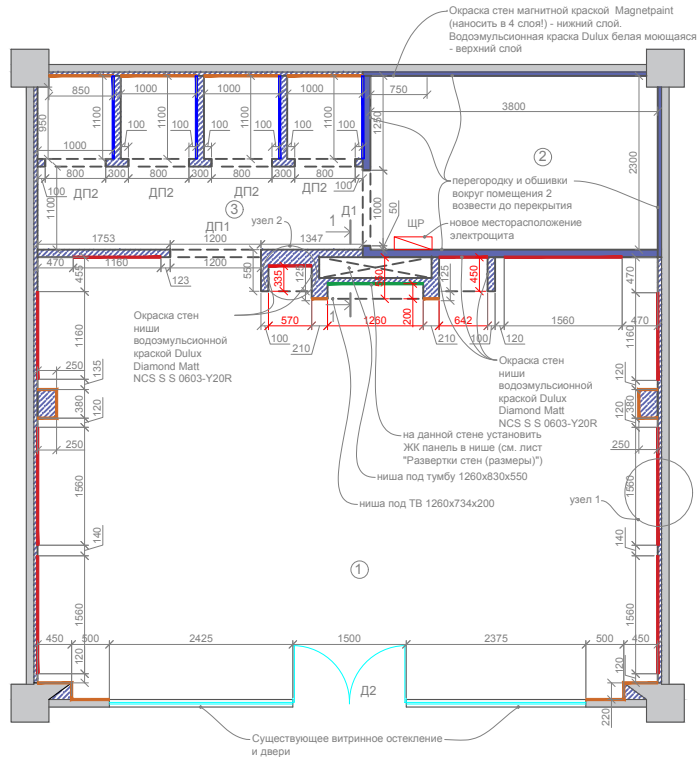 Окраска стен магнитной краской Magnetpaint
(наносить в 4 слоя!) - нижний слой.
Водоэмульсионная краска Dulux белая моющаяся
- верхний слой
850
1000
1000
1000
750
3800
950
1100
1100
1100
1100
1250
1000
100
100
100
100
2
2300
800
300
800
300
800
300
800
100
ДП2
ДП2
ДП2
ДП2
100
1100
3
перегородку и обшивки
вокруг помещения 2
возвести до перекрытия
ДП1
узел 2
1
Д1
1000
50
ЩР
новое месторасположение
электрощита
1753
1200
1347
470
1160
123
455
550
335
125
550
125
450
470
1160
570
1260
200
642
1560
470
1160
100
210
1
210
100
120
Окраска стен
ниши
водоэмульсионной
краской Dulux
Diamond Matt
NCS S S 0603-Y20R
Окраска стен
ниши
водоэмульсионной
краской Dulux
Diamond Matt
NCS S S 0603-Y20R
250
135
380
120
250
250
120
380
120
250
на данной стене установить
ЖК панель в нише (см. лист
"Развертки стен (размеры)")
ниша под тумбу 1260х830х550
ниша под ТВ 1260х734х200
узел 1
1560
140
1560
120
1560
140
1560
120
1
450
500
2425
1500
2375
500
450
Д2
220
Существующее витринное остекление
и двери